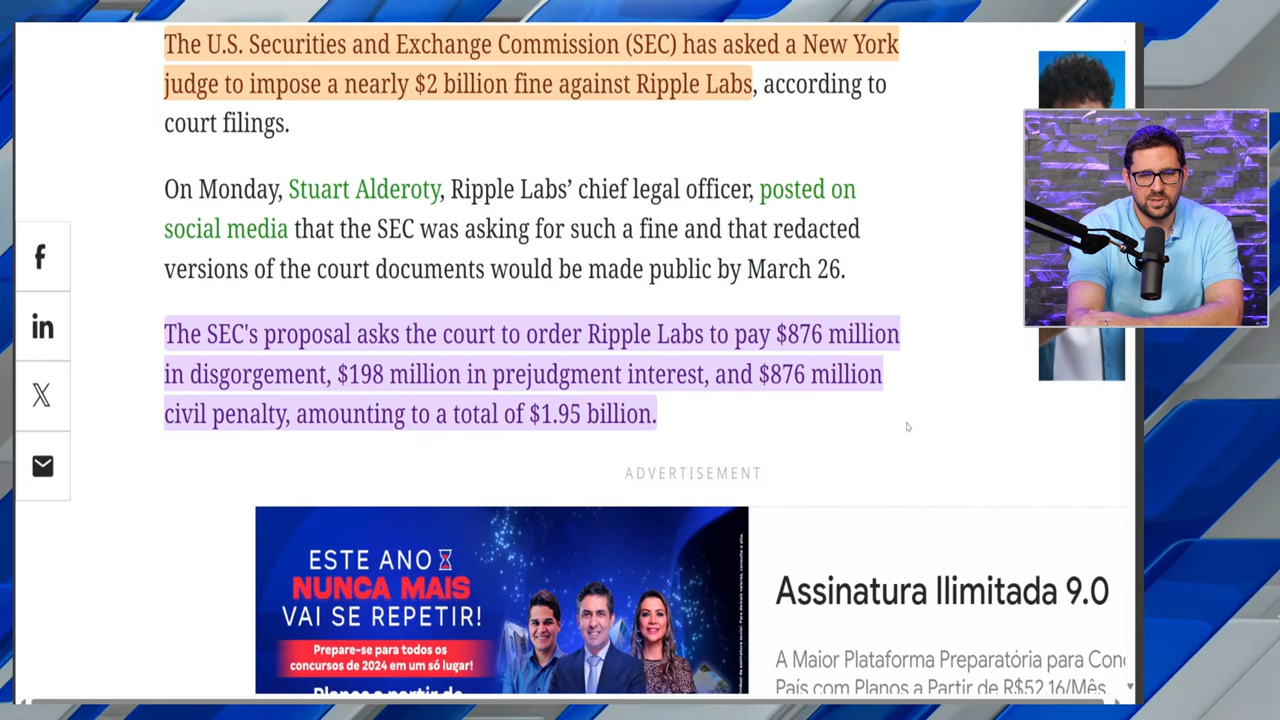 The U.S. Securities and Exchange Commission (SEC) has asked a New York
judge to impose a nearly $2 billion fine against Ripple Labs, according to
court filings.
On Monday, Stuart Alderoty, Ripple Labs’ chief legal officer, posted on
social media that the SEC was asking for such a fine and that redacted
versions of the court documents would be made public by March 26.
The SEC's proposal asks the court to order Ripple Labs to pay $876 million
in disgorgement, $198 million in prejudgment interest, and $876 million
civil penalty, amounting to a total of $1.95 billion.
ADVERTISEMENT
ESTE ANO
NUNCA MAIS
VAI SE REPETIR!
Prepare-se para todos os
concursos de 2024 em um só lugar!
Planos a partir de
Assinatura Ilimitada 9.0
A Maior Plataforma Preparatória para
País com Planos a Partir de R$52,16/Mês.